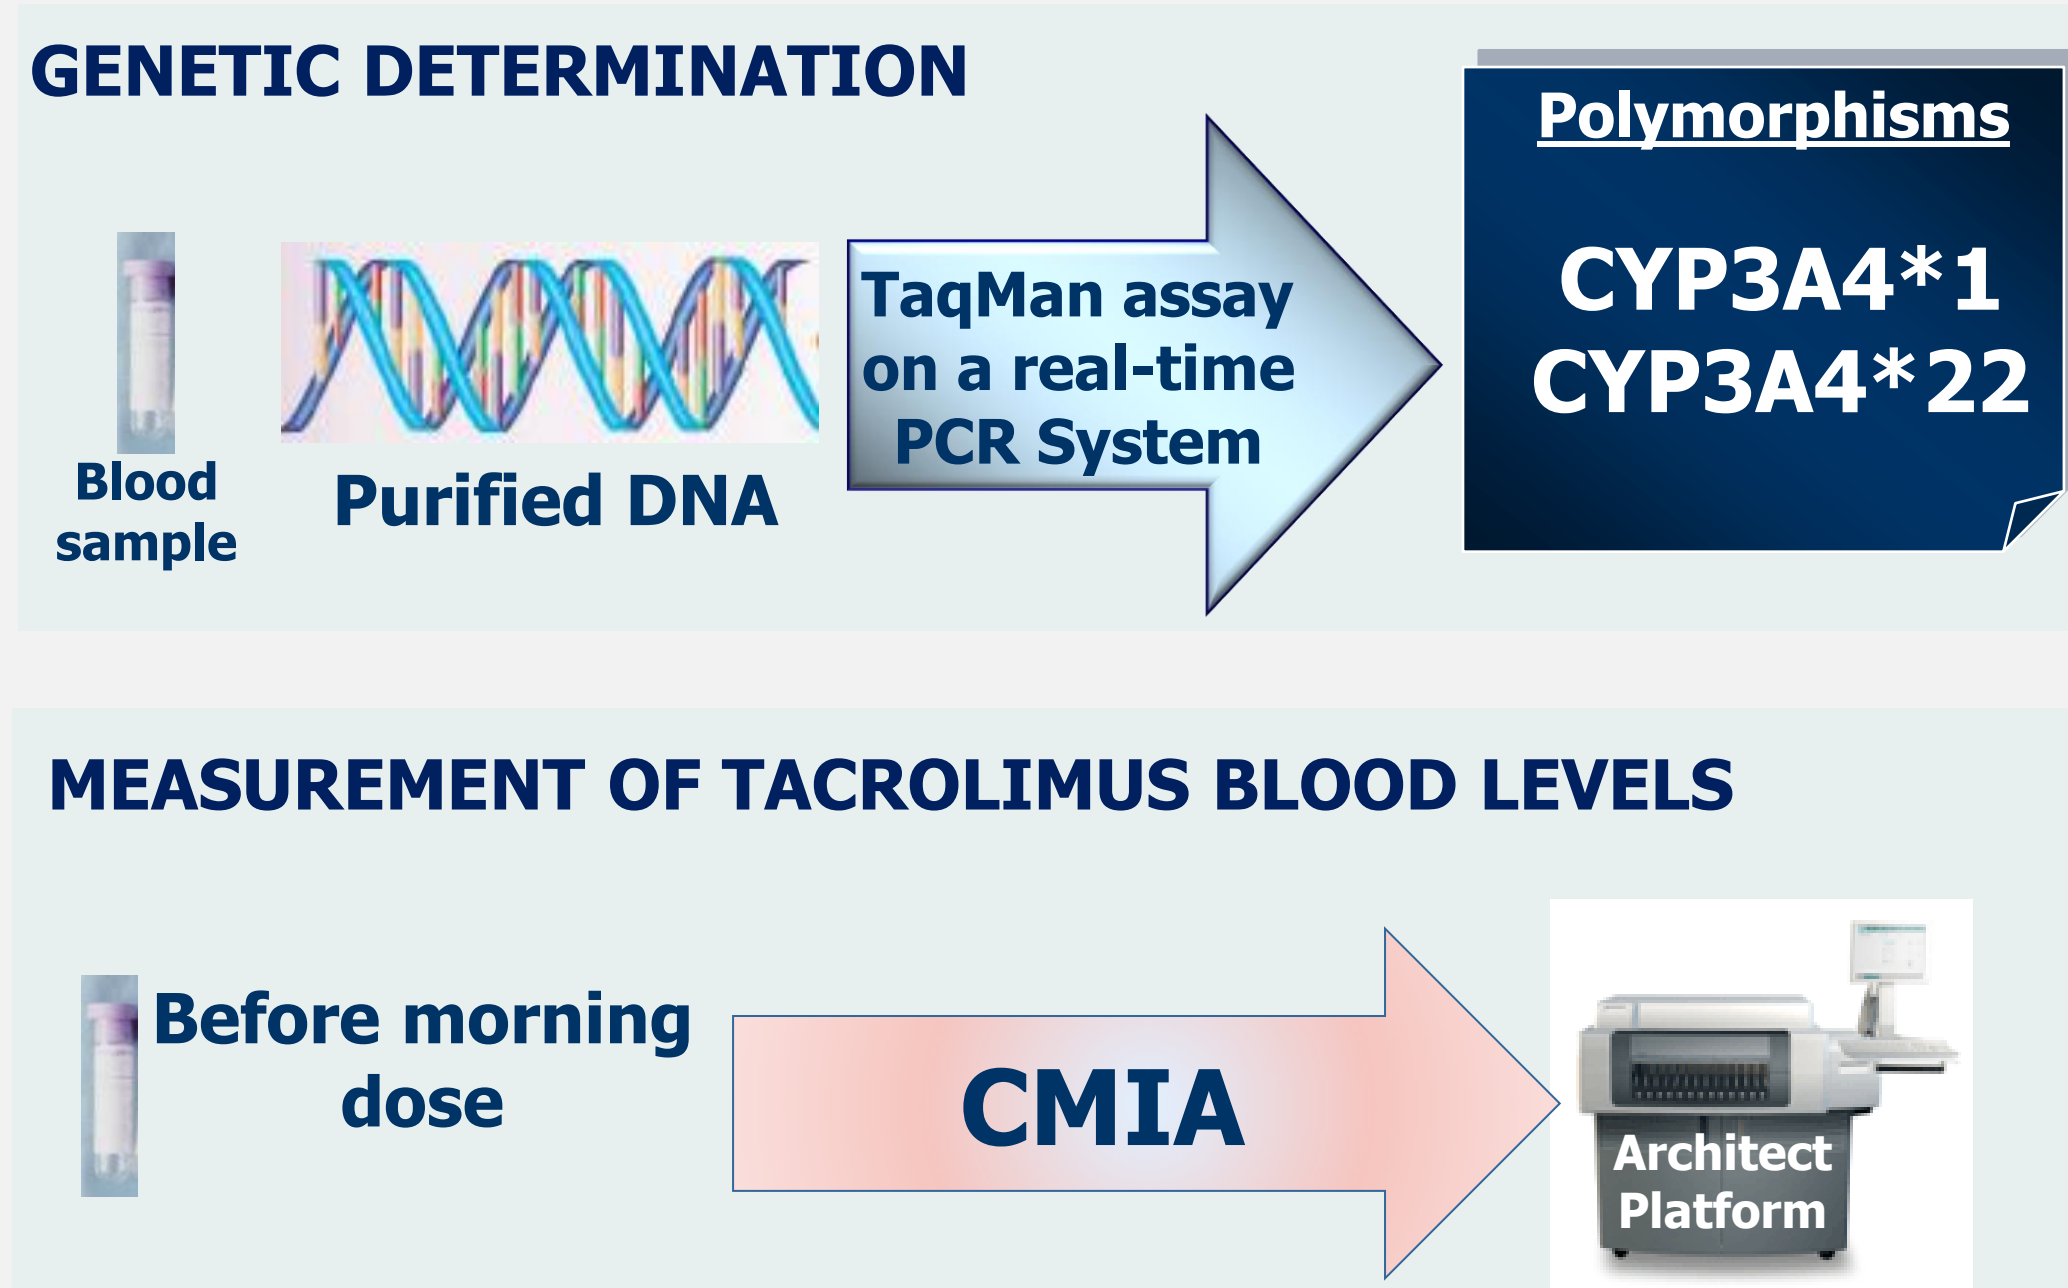 GENETIC DETERMINATION
Blood
sample
Purified DNA
TaqMan assay
on a real-time
PCR System
Polymorphisms
CYP3A4*1
CYP3A4*22
MEASUREMENT OF TACROLIMUS BLOOD LEVELS
Before morning
dose
CMIA
Architect
Platform